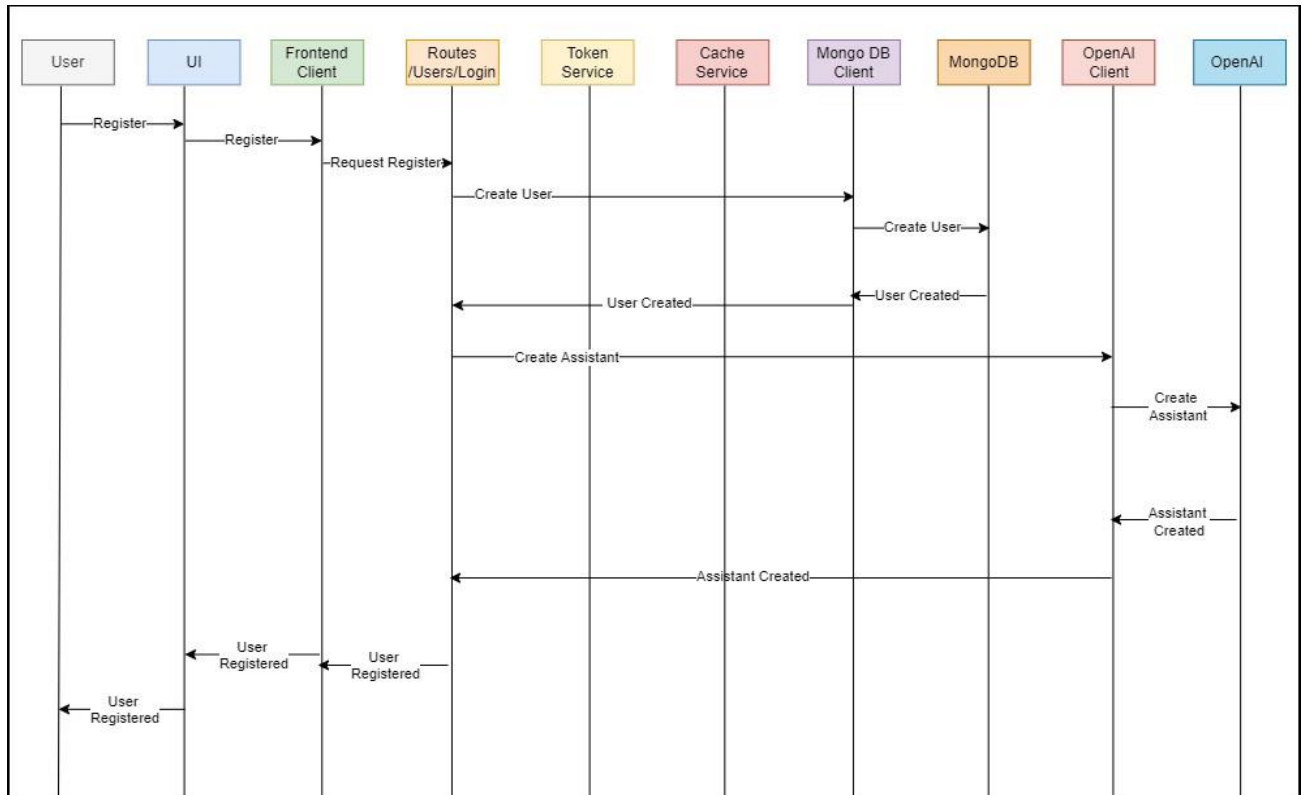 User
UI
Frontend
Client
Routes
/Users/Login
Token
Service
Cache
Service
Mongo DB
Client
MongoDB
OpenAI
Client
OpenAI
Register
Register
Request Register
Create User
Create User
User Created
User Created
Create Assistant
Create
Assistant
Assistant
Created
Assistant Created
User
Registered
User
Registered
User
Registered